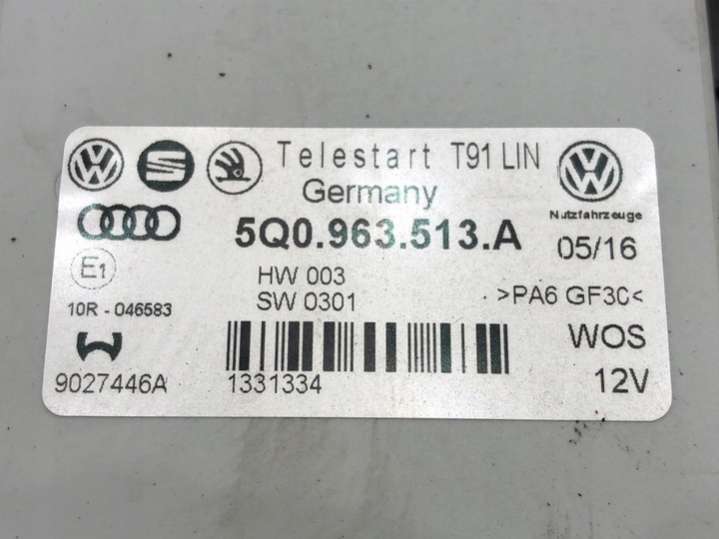 Telestart T91 LIN
Germany
Nutzfahrzeuge
5Q0.963.513.A
05/16
E1
HW 003
10R - 046583
SW 0301
>PA6 GF30<
WOS
9027446A
1331334
12V